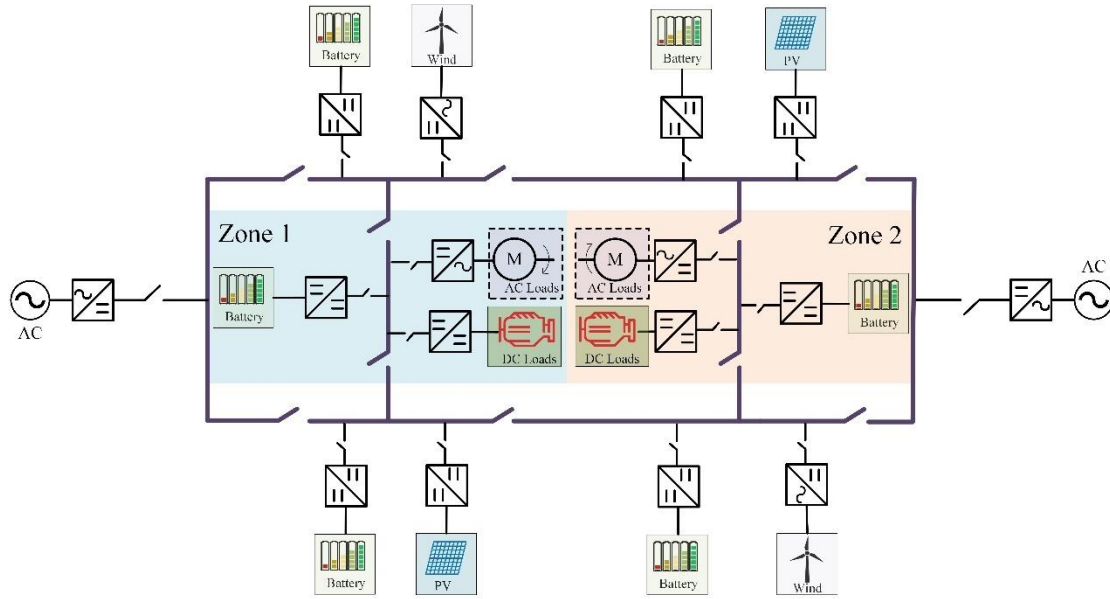 Battery
Wind
Battery
PV
Zone 1
Zone 2
M
M
AC Loads
AC Loads
AC
AC
Battery
Battery
DC Loads
DC Loads
Battery
PV
Battery
Wind